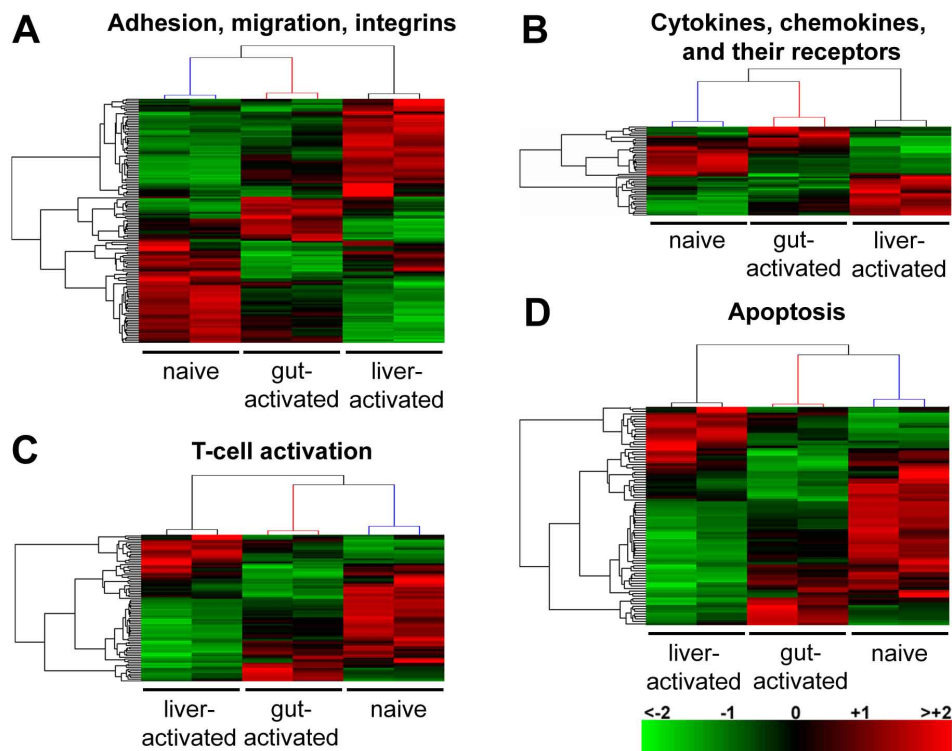 A
Adhesion, migration, integrins
naive
gut-
activated
liver-
activated
B
Cytokines, chemokines,
and their receptors
naive
gut-
activated
liver-
activated
C
T-cell activation
liver-
activated
gut-
activated
naive
D
Apoptosis
liver-
activated
gut-
activated
naive
<-2 -1 0 +1 >+2